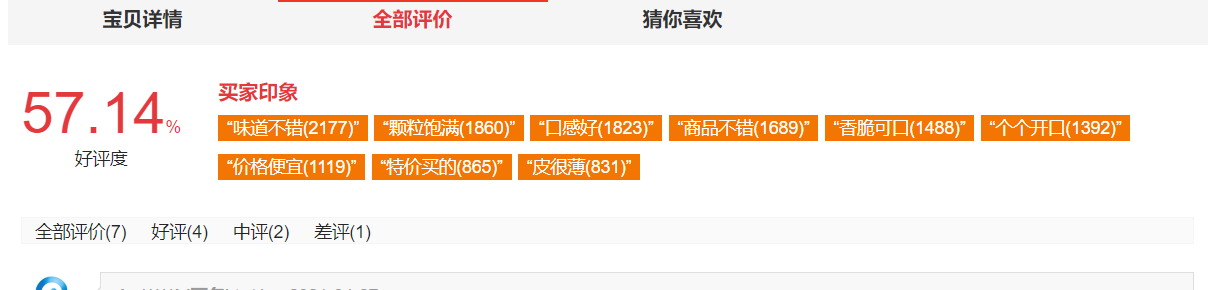 宝贝详情 全部评价 猜你喜欢
买家印象
57.14%
好评度
“味道不错(2177)” “颗粒饱满(1860)” “口感好(1823)” “商品不错(1689)” “香脆可口(1488)” “个个开口(1392)”
“价格便宜(1119)” “特价买的(865)” “皮很薄(831)”
全部评价(7) 好评(4) 中评(2) 差评(1)